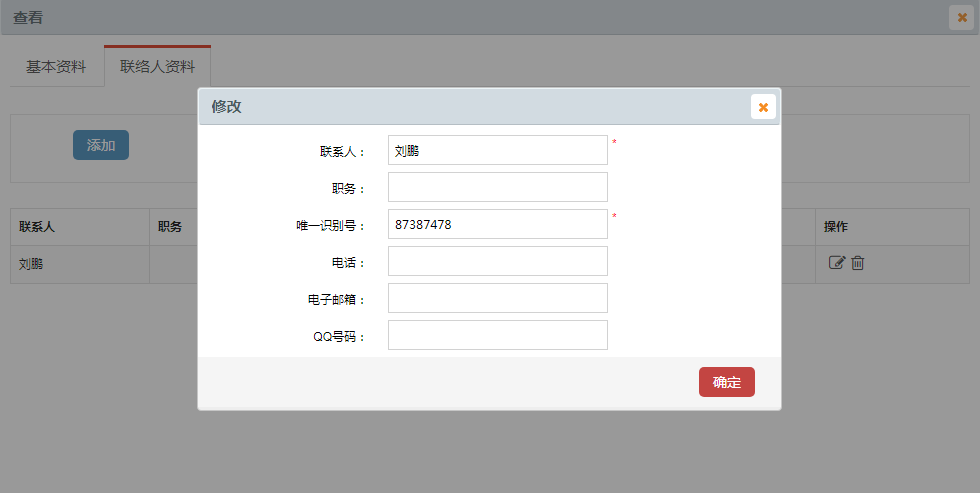 查看
基本资料 联络人资料
修改
添加
联系人： 刘鹏 *
职务：
唯一识别号： 87387478 *
电话：
电子邮箱：
QQ号码：
确定
联系人 职务 操作
刘鹏